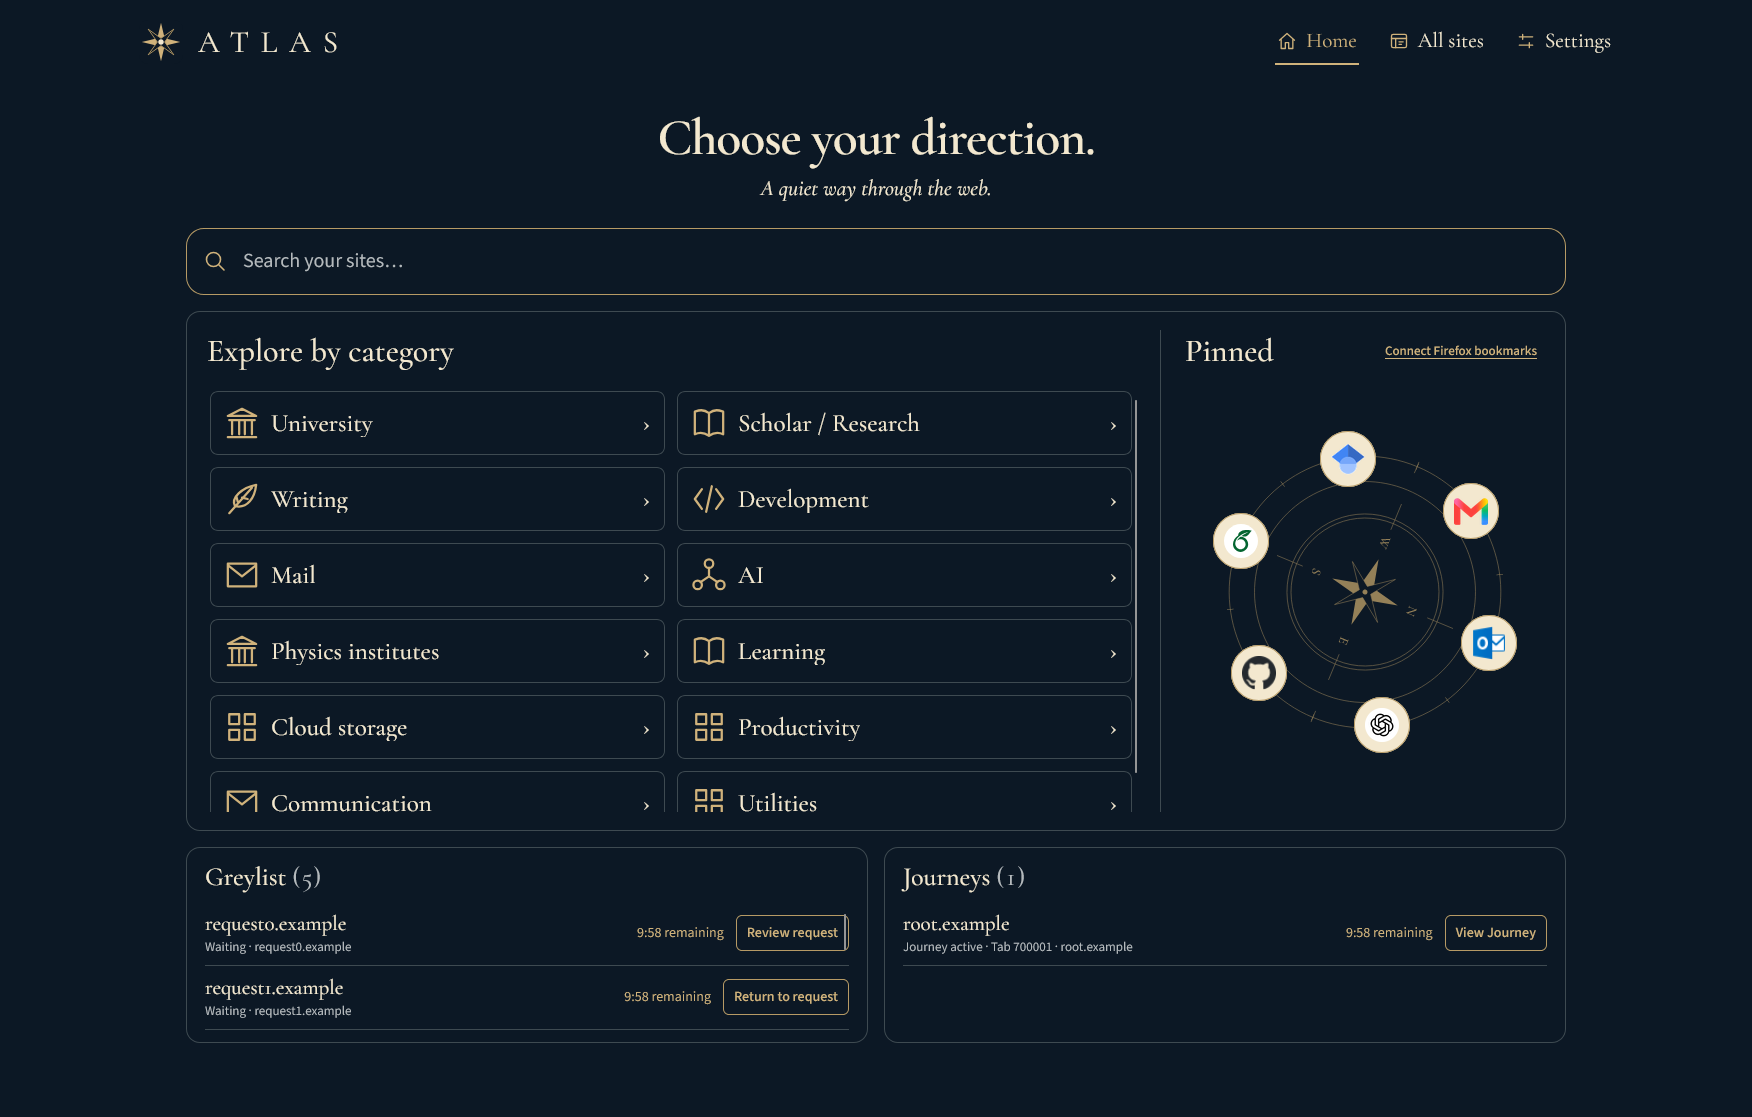 ATLAS
Home
All sites
Settings
Choose your direction.
A quiet way through the web.
Search your sites...
Explore by category
Pinned
Connect Firefox bookmarks
University
Scholar / Research
Writing
Development
Mail
AI
Physics institutes
Learning
Cloud storage
Productivity
Communication
Utilities
W
N
E
S
Greylist (5)
request0.example
Waiting · request0.example
9:58 remaining
Review request
request1.example
Waiting · request1.example
9:58 remaining
Return to request
Journeys (1)
root.example
Journey active · Tab 700001 · root.example
9:58 remaining
View Journey